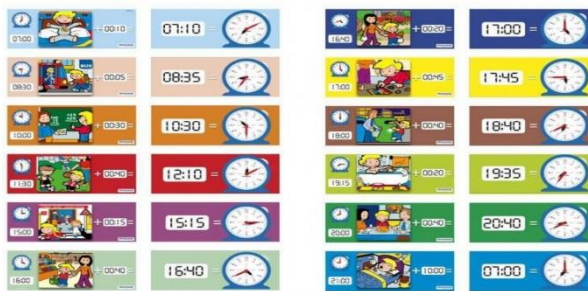 07:00 + 00:10 = 07:10 =
08:30 + 00:05 = 08:35 =
10:00 + 00:30 = 10:30 =
11:30 + 00:40 = 12:10 =
15:00 + 00:15 = 15:15 =
16:00 + 00:40 = 16:40 =
16:40 + 00:20 = 17:00 =
17:00 + 00:45 = 17:45 =
18:00 + 00:40 = 18:40 =
19:15 + 00:20 = 19:35 =
20:00 + 00:40 = 20:40 =
21:00 + 10:00 = 07:00 =